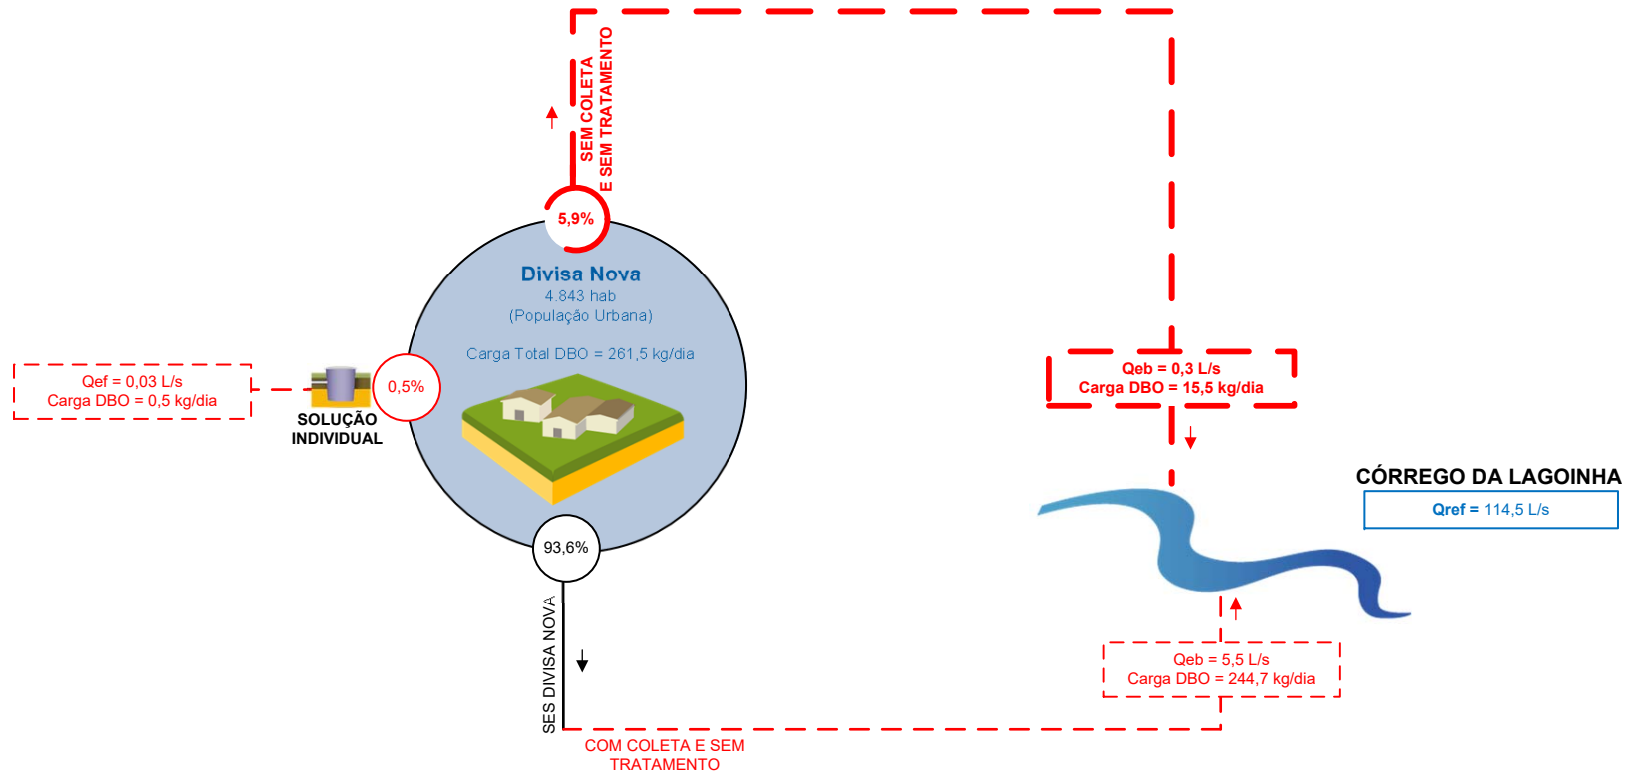 SEM COLETA
E SEM TRATAMENTO
5,9%
Divisa Nova
4.843 hab
(População Urbana)
Carga Total DBO = 261,5 kg/dia
Qef = 0,03 L/s
Carga DBO = 0,5 kg/dia
SOLUÇÃO
INDIVIDUAL
0,5%
Qeb = 0,3 L/s
Carga DBO = 15,5 kg/dia
CÓRREGO DA LAGOINHA
Qref = 114,5 L/s
93,6%
SES DIVISA NOVA
Qeb = 5,5 L/s
Carga DBO = 244,7 kg/dia
COM COLETA E SEM
TRATAMENTO